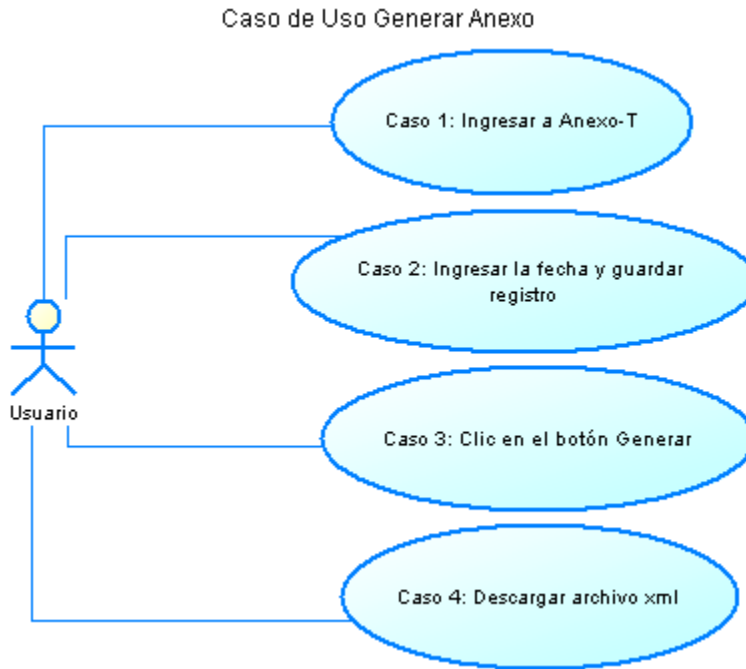 Caso de Uso Generar Anexo
Caso 1: Ingresar a Anexo-T
Caso 2: Ingresar la fecha y guardar
registro
Usuario
Caso 3: Clic en el botón Generar
Caso 4: Descargar archivo xml